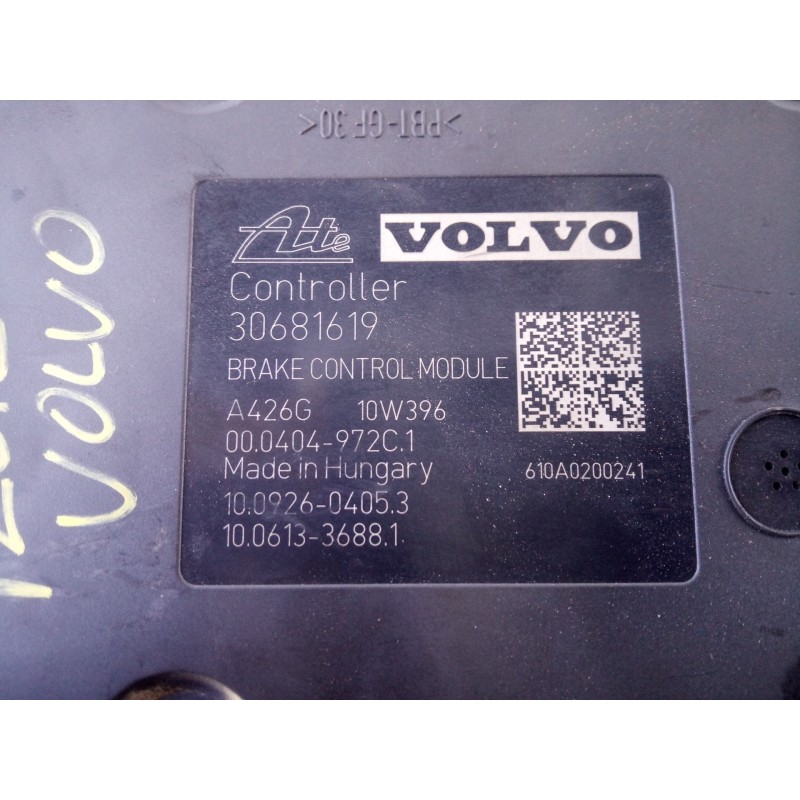 >PBT-GF 30<
Ate VOLVO
Controller
30681619
BRAKE CONTROL MODULE
A426G 10W396
00.0404-972C.1
Made in Hungary 610A0200241
10.0926-0405.3
10.0613-3688.1
VOLVO